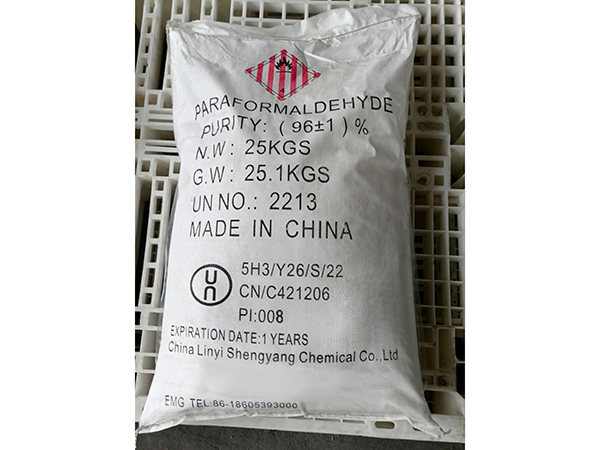 PARAFORMALDEHYDE
PURITY: (96±1)%
N.W: 25KGS
G.W: 25.1KGS
UN NO.: 2213
MADE IN CHINA
un
5H3/Y26/S/22
CN/C421206
PI:008
EXPIRATION DATE:1 YEARS
China Linyi Shengyang Chemical Co.,Ltd
EMG TEL:86-18605393000